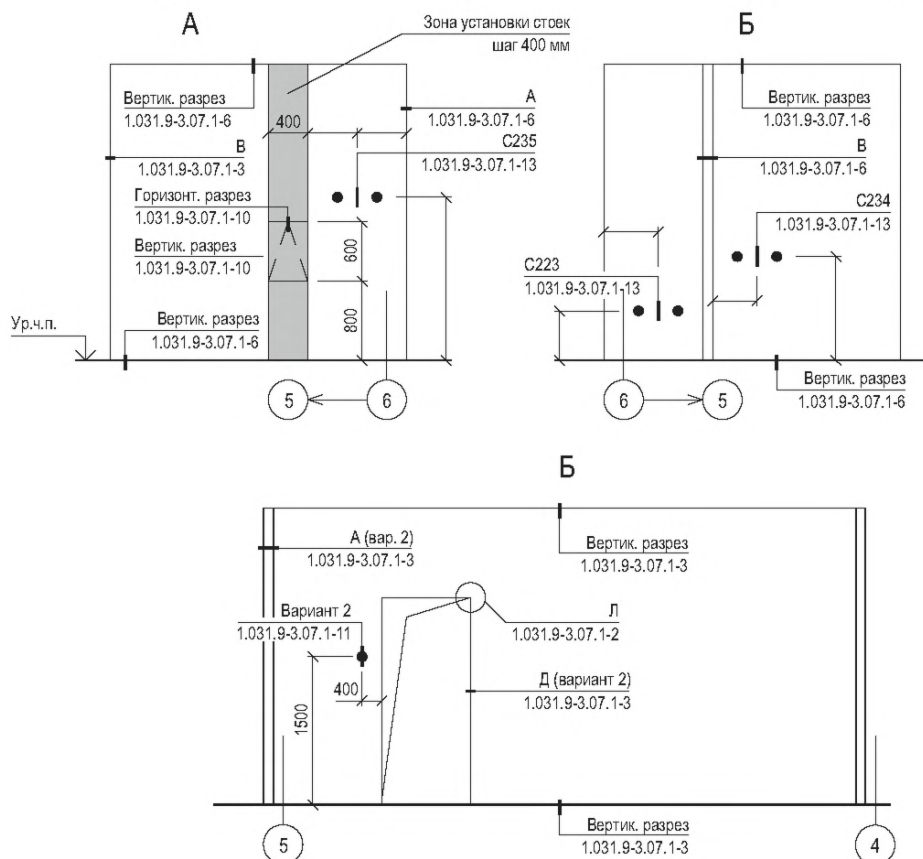 А
Зона установки стоек
шаг 400 мм
Вертик. разрез
1.031.9-3.07.1-6
400
А
1.031.9-3.07.1-6
В
1.031.9-3.07.1-3
С235
1.031.9-3.07.1-13
Горизонт. разрез
1.031.9-3.07.1-10
Вертик. разрез
1.031.9-3.07.1-10
600
800
Вертик. разрез
1.031.9-3.07.1-6
Ур.ч.п.
5
6
Б
Вертик. разрез
1.031.9-3.07.1-6
В
1.031.9-3.07.1-6
С234
1.031.9-3.07.1-13
С223
1.031.9-3.07.1-13
Вертик. разрез
1.031.9-3.07.1-6
6
5
Б
А (вар. 2)
1.031.9-3.07.1-3
Вертик. разрез
1.031.9-3.07.1-3
Вариант 2
1.031.9-3.07.1-11
Л
1.031.9-3.07.1-2
400
1500
Д (вариант 2)
1.031.9-3.07.1-3
Вертик. разрез
1.031.9-3.07.1-3
5
4